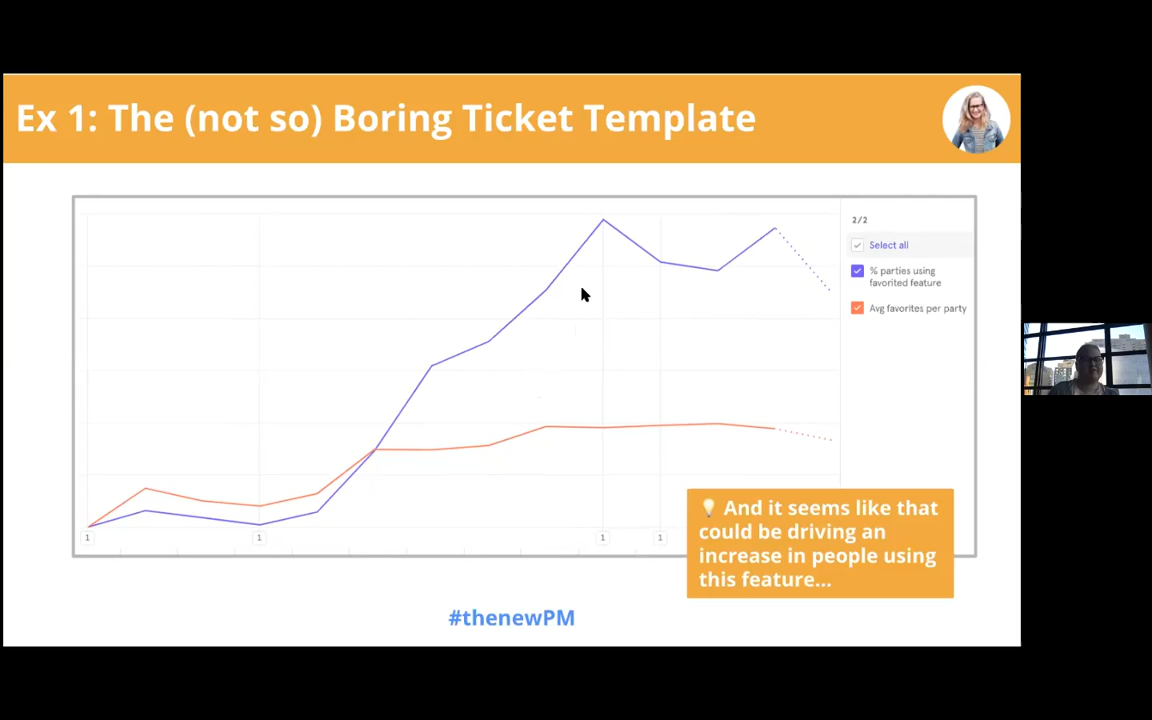 Ex 1: The (not so) Boring Ticket Template
2/2
Select all
% parties using
favorited feature
Avg favorites per party
1
1
1
1
💡 And it seems like that
could be driving an
increase in people using
this feature...
#thenewPM